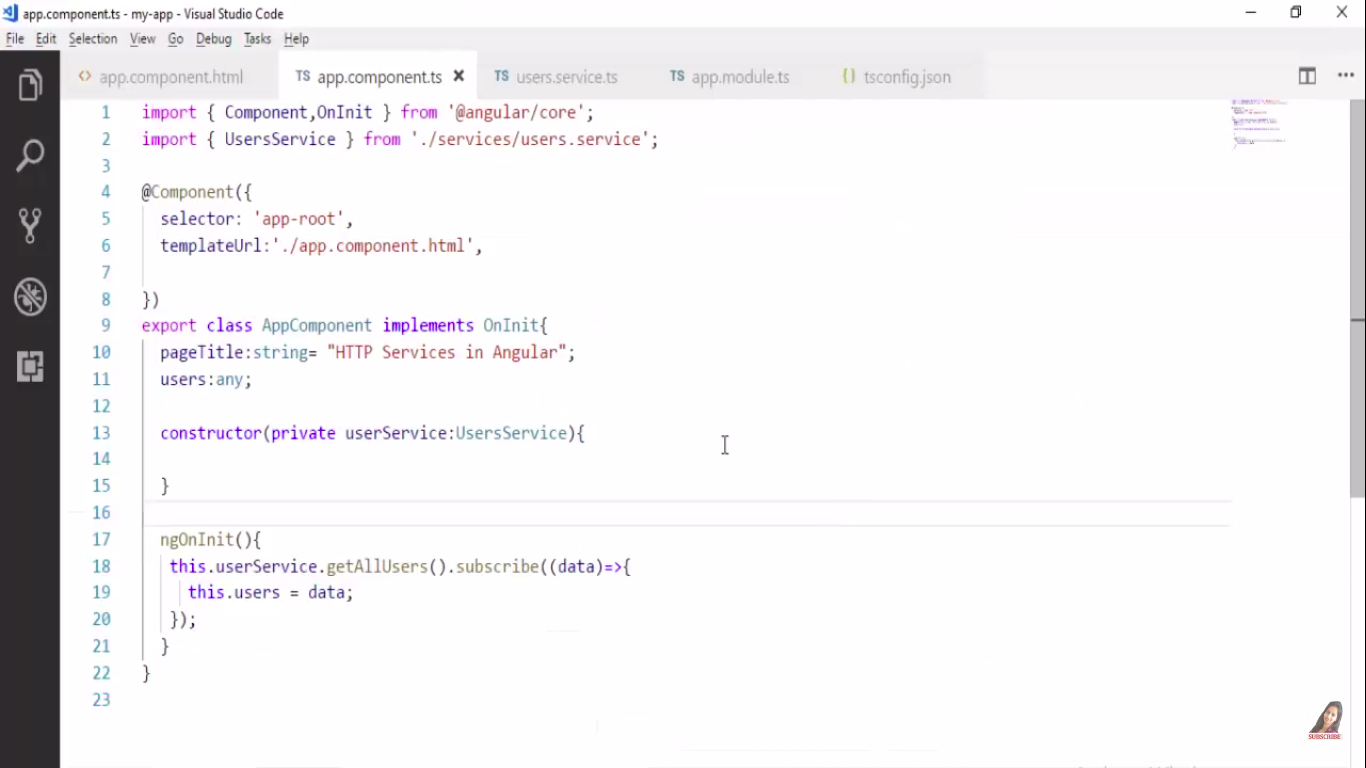 app.component.ts - my-app - Visual Studio Code
File Edit Selection View Go Debug Tasks Help
<> app.component.html TS app.component.ts × TS users.service.ts TS app.module.ts {} tsconfig.json
1 import { Component,OnInit } from '@angular/core';
2 import { UsersService } from './services/users.service';
3
4 @Component({
5   selector: 'app-root',
6   templateUrl:'./app.component.html',
7
8 })
9 export class AppComponent implements OnInit{
10   pageTitle:string= "HTTP Services in Angular";
11   users:any;
12
13   constructor(private userService:UsersService){
14
15   }
16
17   ngOnInit(){
18    this.userService.getAllUsers().subscribe((data)=>{
19      this.users = data;
20    });
21   }
22 }
23
SUBSCRIBE